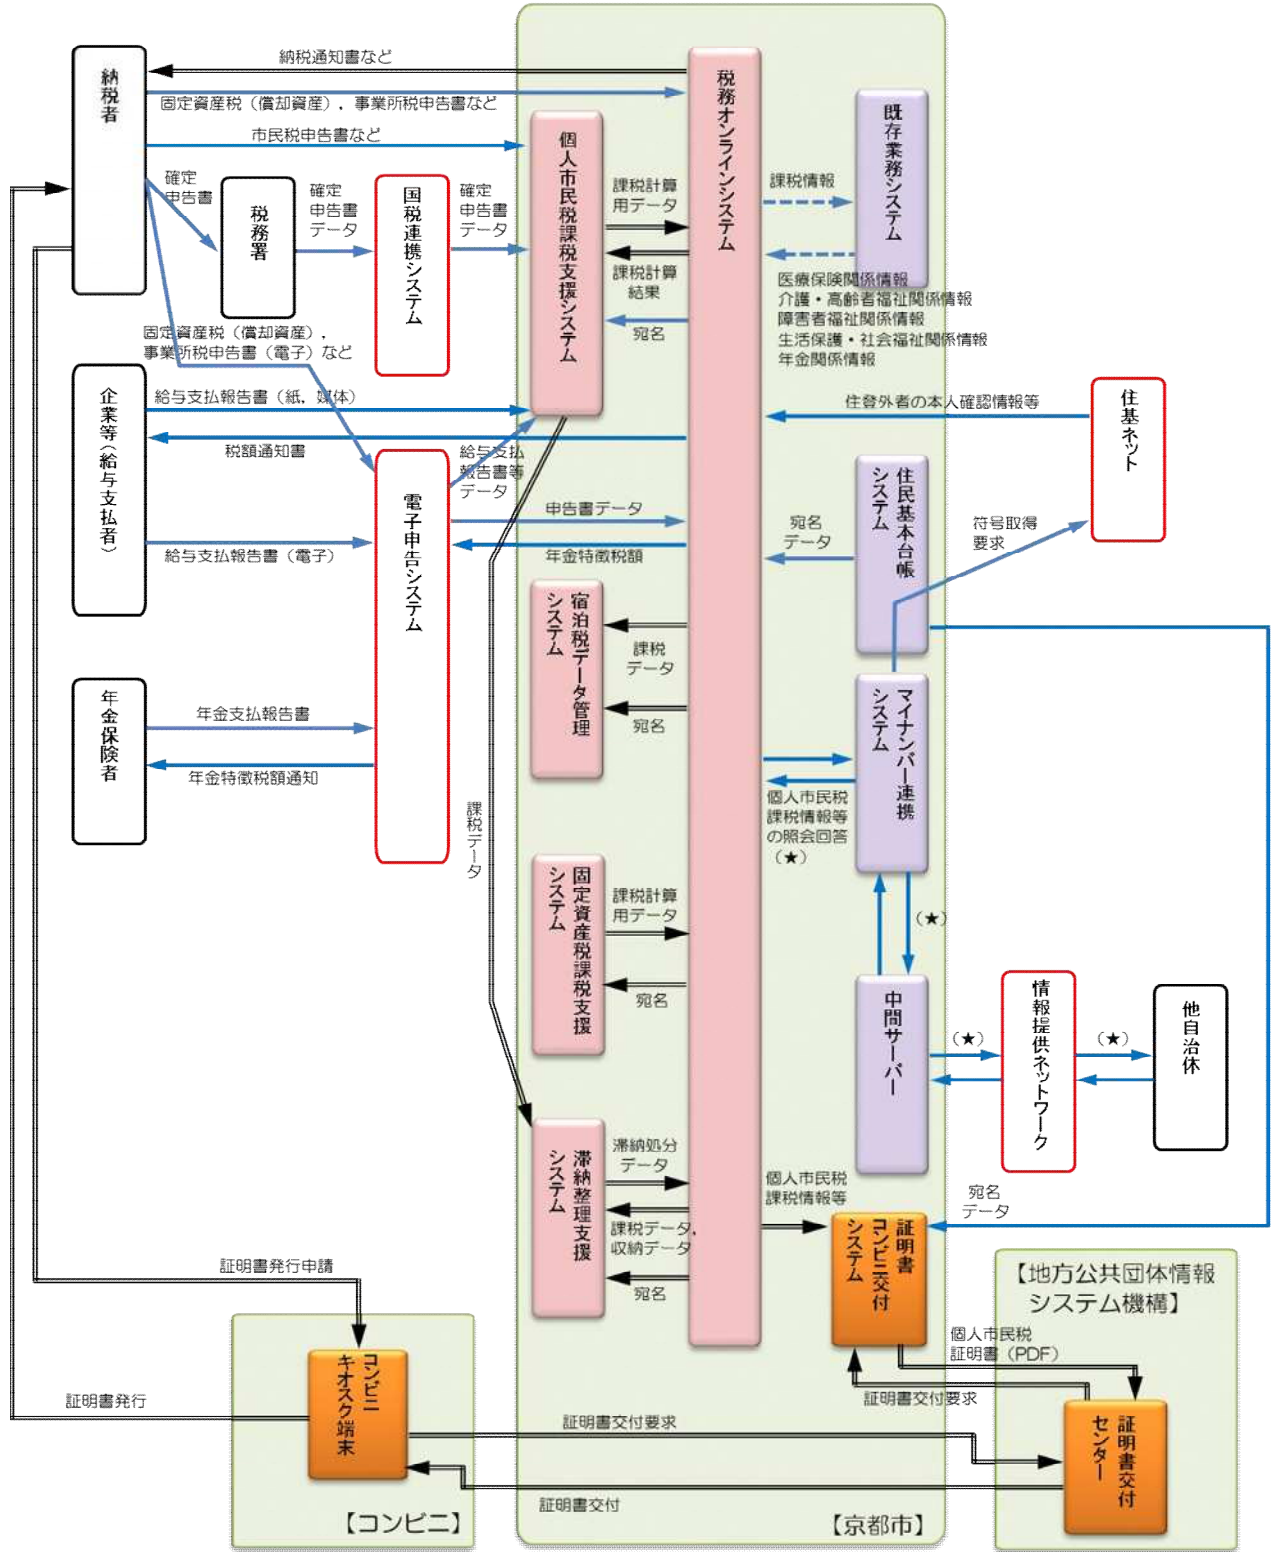 納税通知書など
納税者
固定資産税（償却資産），事業所税申告書など
市民税申告書など
確定
申告書
税務署
確定
申告書
データ
国税連携システム
確定
申告書
データ
個人市民税課税支援システム
税務オンラインシステム
課税計算
用データ
課税計算
結果
宛名
課税情報
既存業務システム
医療保険関係情報
介護・高齢者福祉関係情報
障害者福祉関係情報
生活保護・社会福祉関係情報
年金関係情報
固定資産税（償却資産），
事業所税申告書（電子）など
企業等（給与支払者）
給与支払報告書（紙，媒体）
税額通知書
給与支払報告書（電子）
電子申告システム
給与支払
報告書等
データ
申告書データ
年金特徴税額
住登外者の本人確認情報等
住基ネット
住民基本台帳
システム
宛名
データ
符号取得
要求
宿泊税データ管理
システム
課税
データ
宛名
年金保険者
年金支払報告書
年金特徴税額通知
課税データ
マイナンバー連携
システム
個人市民税
課税情報等
の照会回答
（★）
（★）
固定資産税課税支援
システム
課税計算
用データ
宛名
中間サーバー
（★）
情報提供ネットワーク
（★）
他自治体
滞納整理支援
システム
滞納処分
データ
課税データ，
収納データ
宛名
個人市民税
課税情報等
宛名
データ
証明書
コンビニ交付
システム
【地方公共団体情報
システム機構】
個人市民税
証明書（PDF）
証明書交付要求
証明書発行申請
コンビニ
キオスク端末
証明書発行
証明書交付要求
証明書交付
センター
証明書交付
【コンビニ】
【京都市】